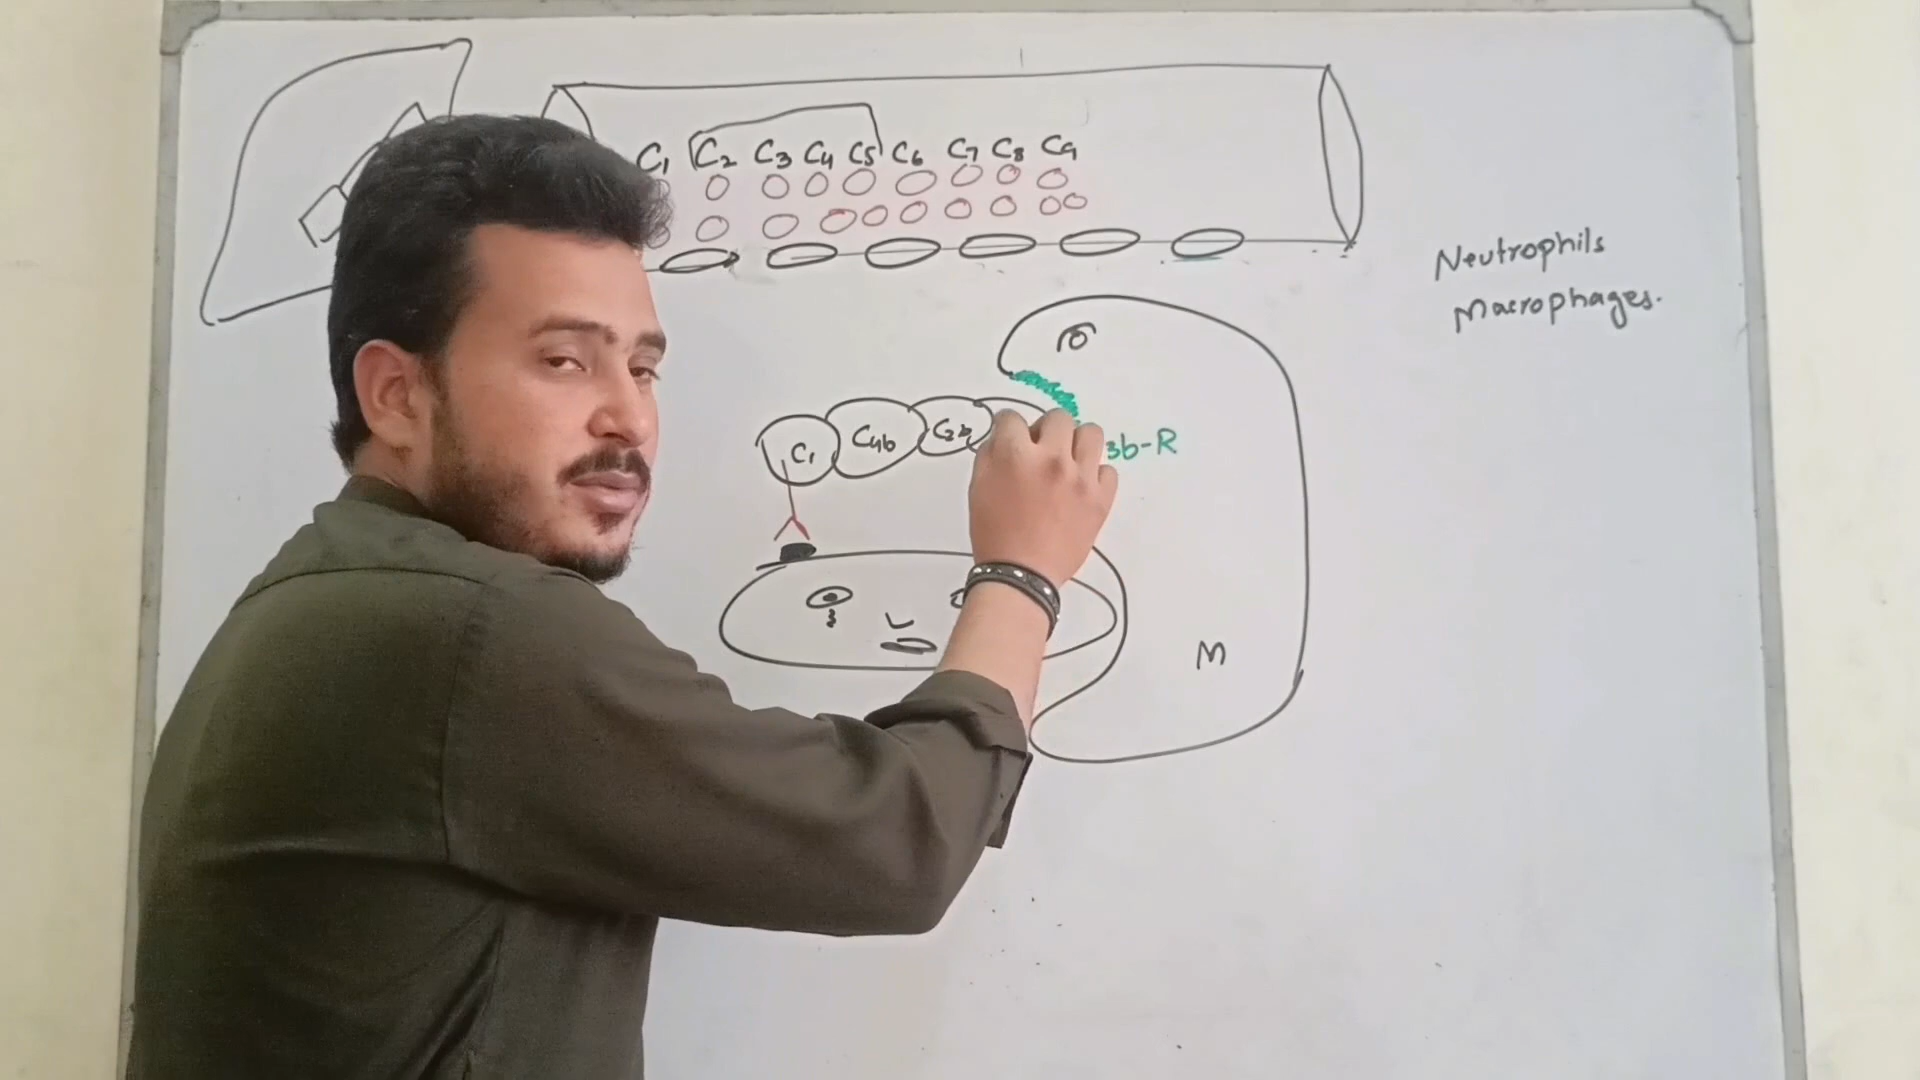 C1 C2 C3 C4 C5 C6 C7 C8 C9
Neutrophils
Macrophages.
C1 C4b C2b
3b-R
M